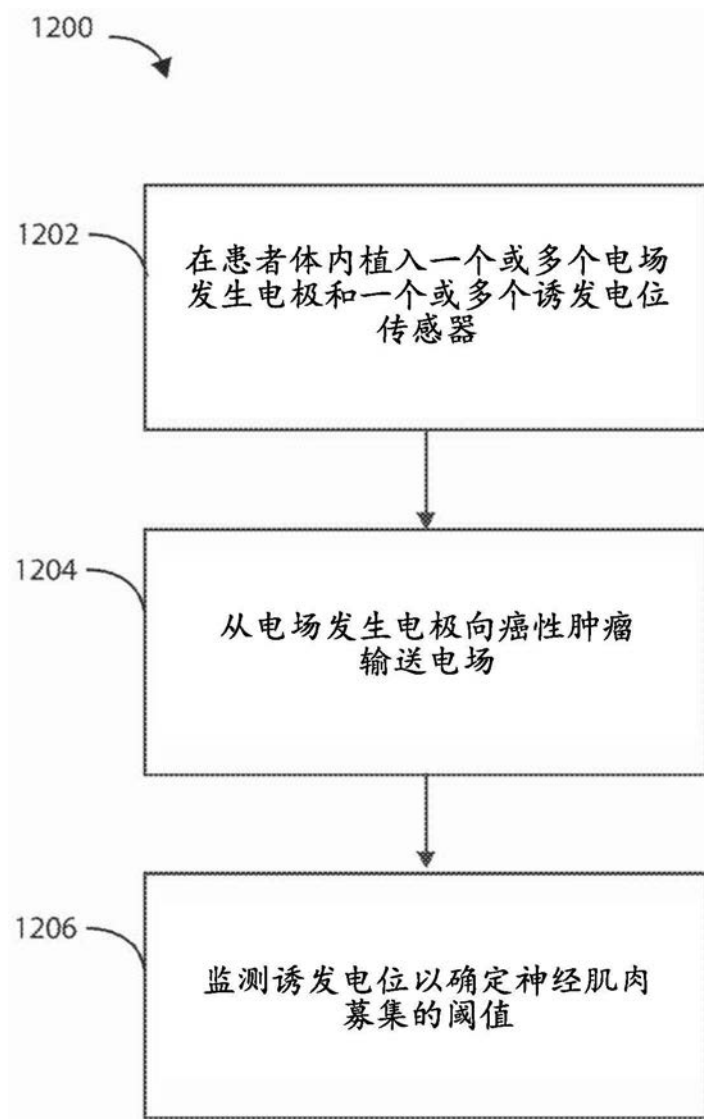 1200
1202
在患者体内植入一个或多个电场
发生电极和一个或多个诱发电位
传感器
1204
从电场发生电极向癌性肿瘤
输送电场
1206
监测诱发电位以确定神经肌肉
募集的阈值